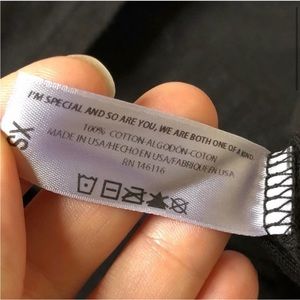 I'M SPECIAL AND SO ARE YOU, WE ARE BOTH ONE OF A KIND.
100% COTTON-ALGODÓN-COTON
MADE IN USA/HECHO EN USA/FABRIQUÉ EN USA
RN 146116
XS